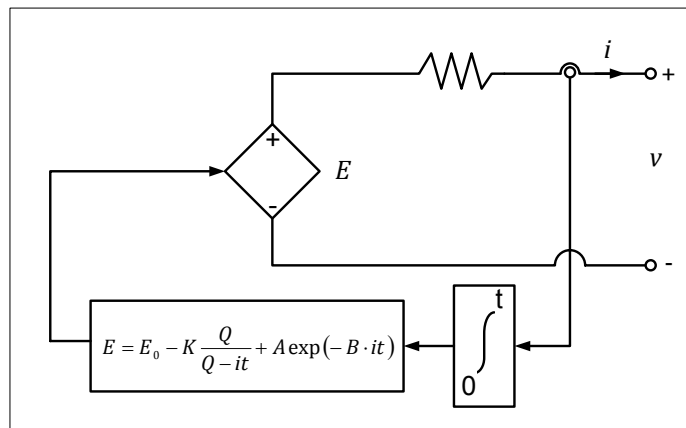 i
+
+
E
v
-
-
t
E = E₀ − K Q/(Q − it) + A exp(−B · it)
0